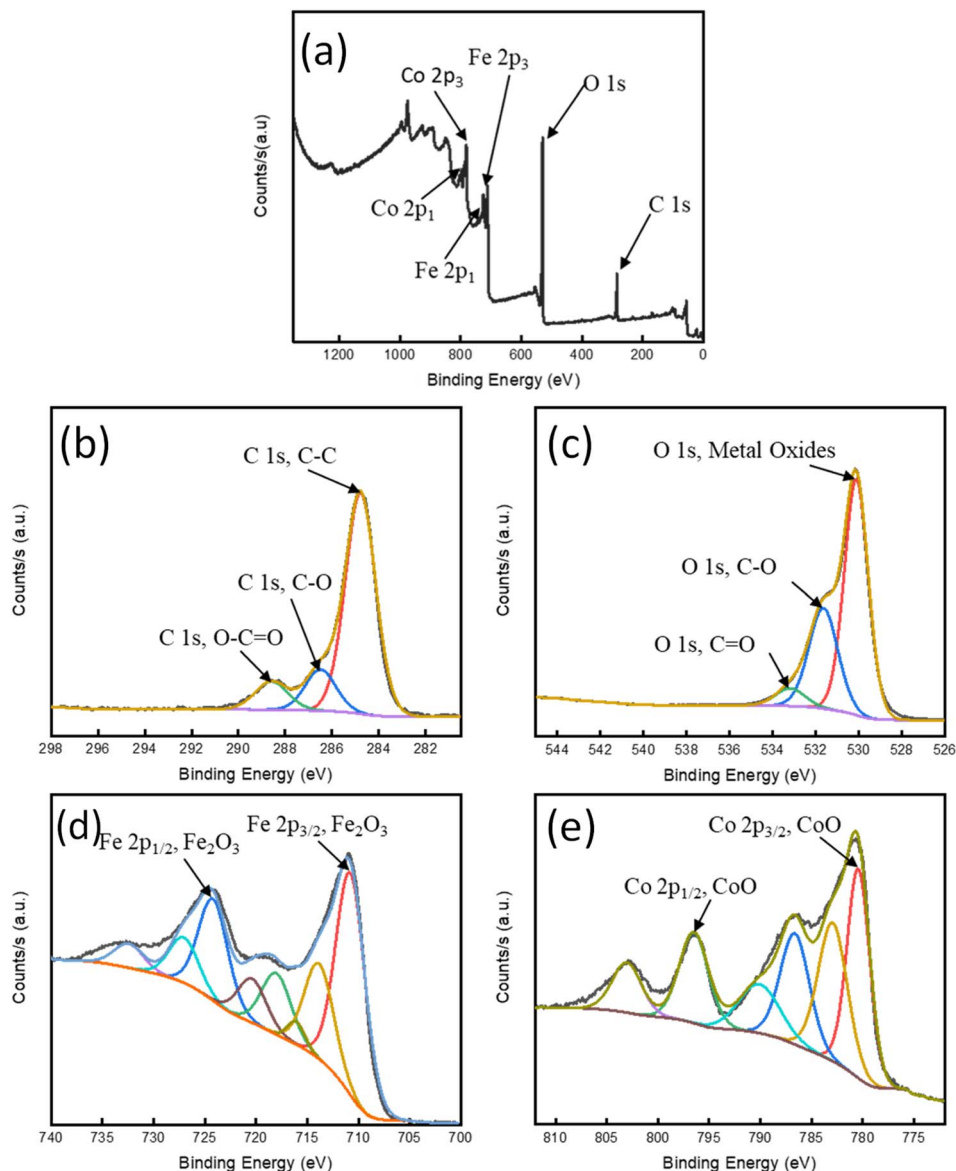 (a)
Fe 2p₃
Co 2p₃
O 1s
Co 2p₁
C 1s
Fe 2p₁
Counts/s(a.u)
1200 1000 800 600 400 200 0
Binding Energy (eV)
(b)
C 1s, C-C
C 1s, C-O
C 1s, O-C=O
Counts/s (a.u.)
298 296 294 292 290 288 286 284 282
Binding Energy (eV)
(c)
O 1s, Metal Oxides
O 1s, C-O
O 1s, C=O
Counts/s (a.u.)
544 542 540 538 536 534 532 530 528 526
Binding Energy (eV)
(d)
Fe 2p₃/₂, Fe₂O₃
Fe 2p₁/₂, Fe₂O₃
Counts/s (a.u.)
740 735 730 725 720 715 710 705 700
Binding Energy (eV)
(e)
Co 2p₃/₂, CoO
Co 2p₁/₂, CoO
Counts/s (a.u.)
810 805 800 795 790 785 780 775
Binding Energy (eV)